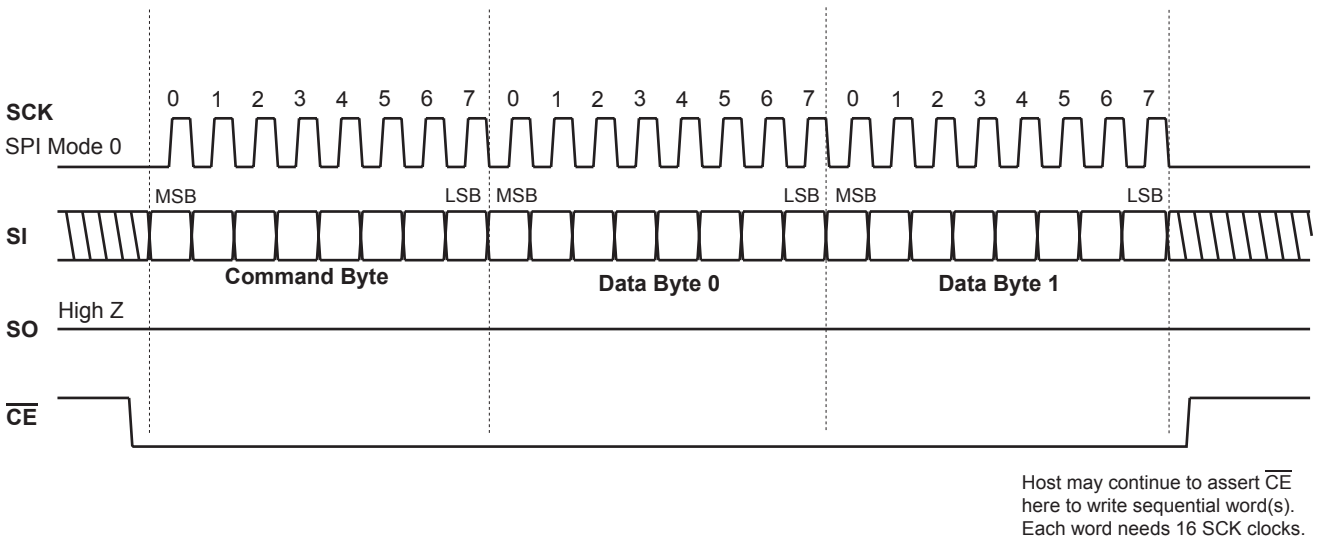 0 1 2 3 4 5 6 7 0 1 2 3 4 5 6 7 0 1 2 3 4 5 6 7
SCK
SPI Mode 0
MSB LSB MSB LSB MSB LSB
SI
Command Byte Data Byte 0 Data Byte 1
High Z
SO
CE
Host may continue to assert CE
here to write sequential word(s).
Each word needs 16 SCK clocks.